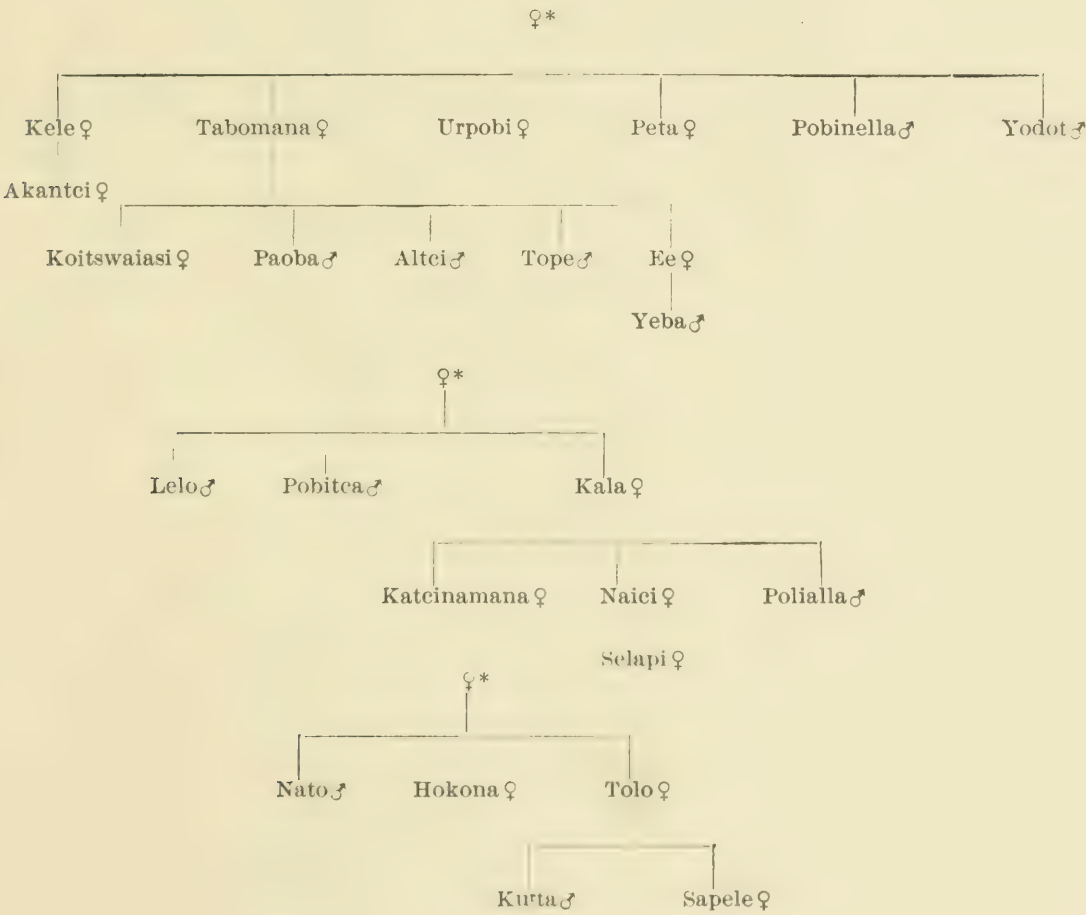 ♀*
Kele♀ Tabomana♀ Urpobi♀ Peta♀ Pobinella♂ Yodot♂
Akantci♀
Koitswaiasi♀ Paoba♂ Altci♂ Tope♂ Ee♀
Yeba♂
♀*
Lelo♂ Pobitca♂ Kala♀
Katcinamana♀ Naici♀ Polialla♂
Selapi♀
♀*
Nato♂ Hokona♀ Tolo♀
Kurta♂ Sapele♀